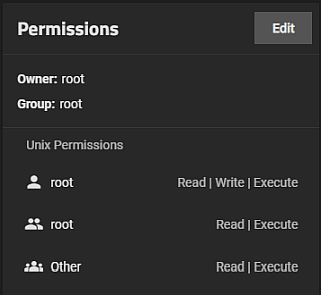 Permissions
Edit
Owner: root
Group: root
Unix Permissions
root Read | Write | Execute
root Read | Execute
Other Read | Execute